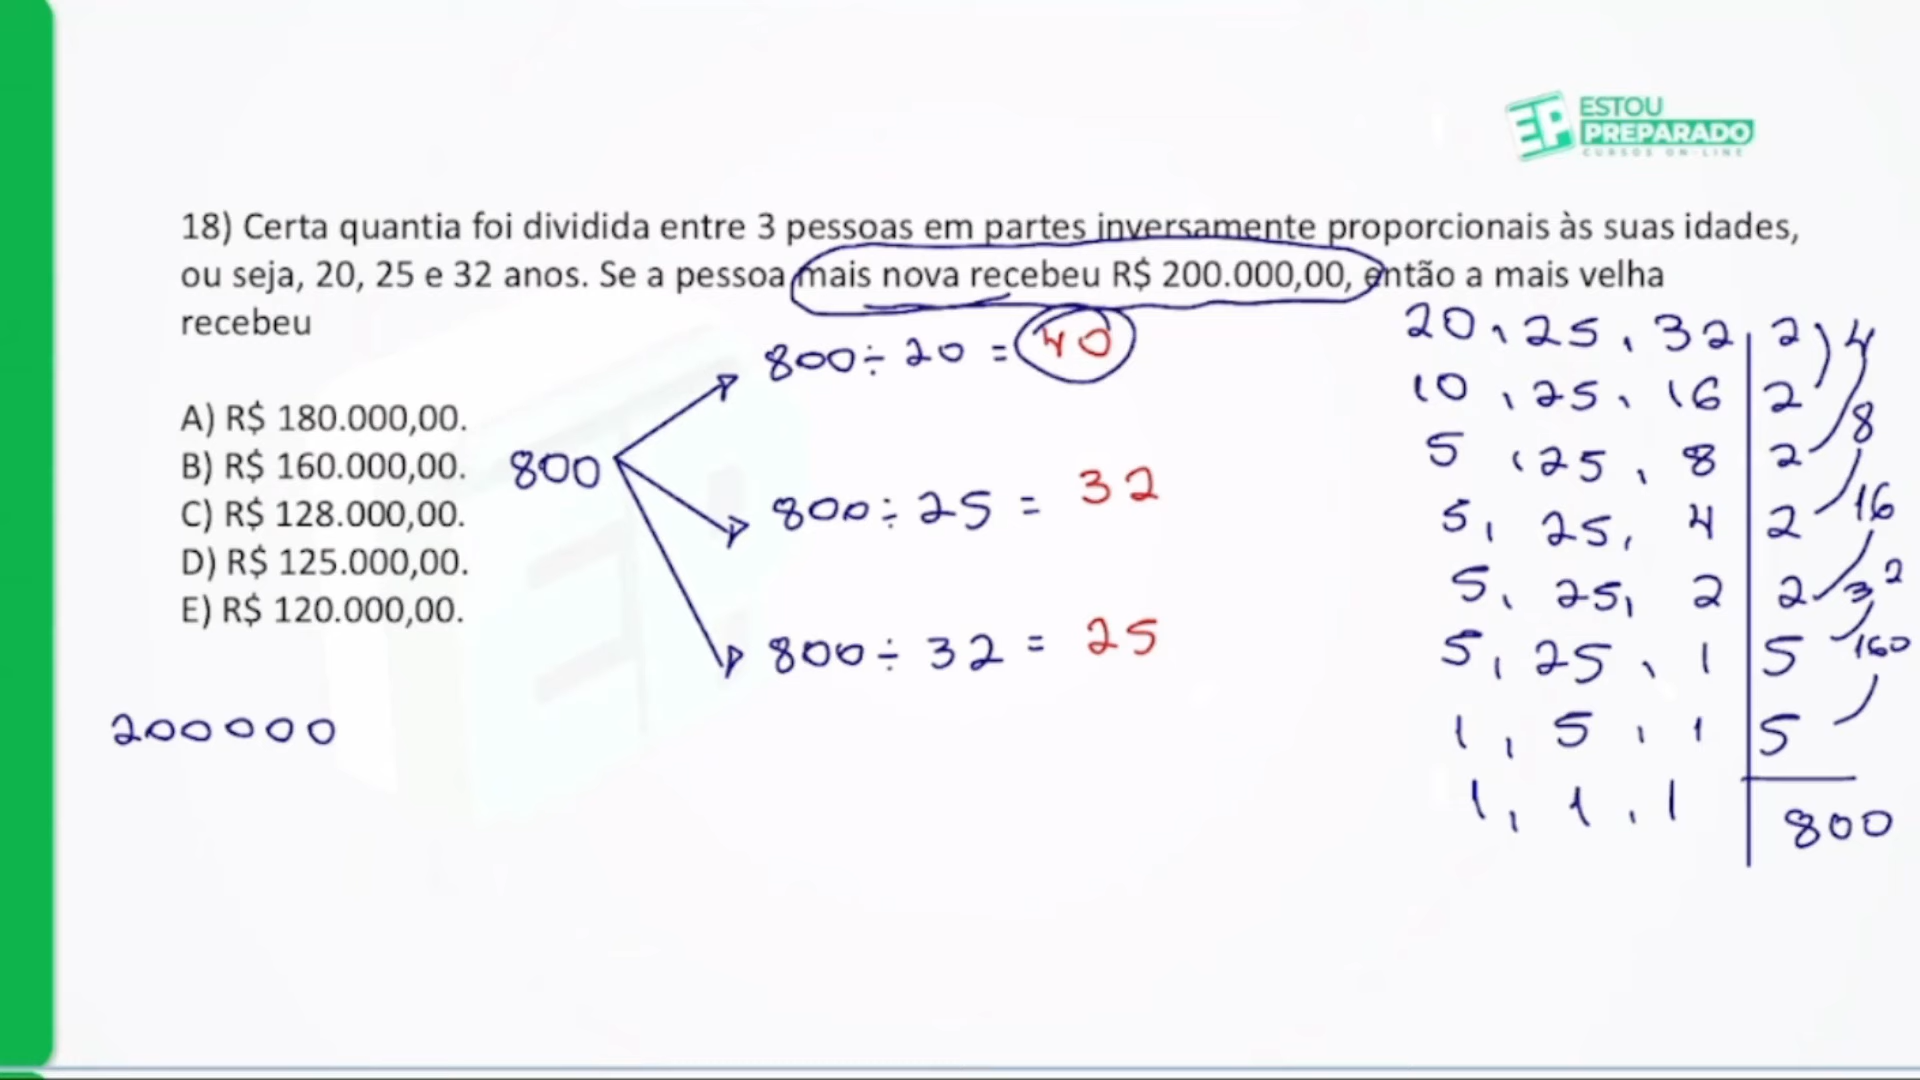 ESTOU
PREPARADO
CURSOS ON-LINE
18) Certa quantia foi dividida entre 3 pessoas em partes inversamente proporcionais às suas idades,
ou seja, 20, 25 e 32 anos. Se a pessoa mais nova recebeu R$ 200.000,00, então a mais velha
recebeu
A) R$ 180.000,00.
B) R$ 160.000,00.
C) R$ 128.000,00.
D) R$ 125.000,00.
E) R$ 120.000,00.
200000
800
800 ÷ 20 = 40
800 ÷ 25 = 32
800 ÷ 32 = 25
20, 25, 32 | 2
10, 25, 16 | 2 4
5, 25, 8 | 2 8
5, 25, 4 | 2 16
5, 25, 2 | 2 32
5, 25, 1 | 5 160
1, 5, 1 | 5
1, 1, 1 | 800